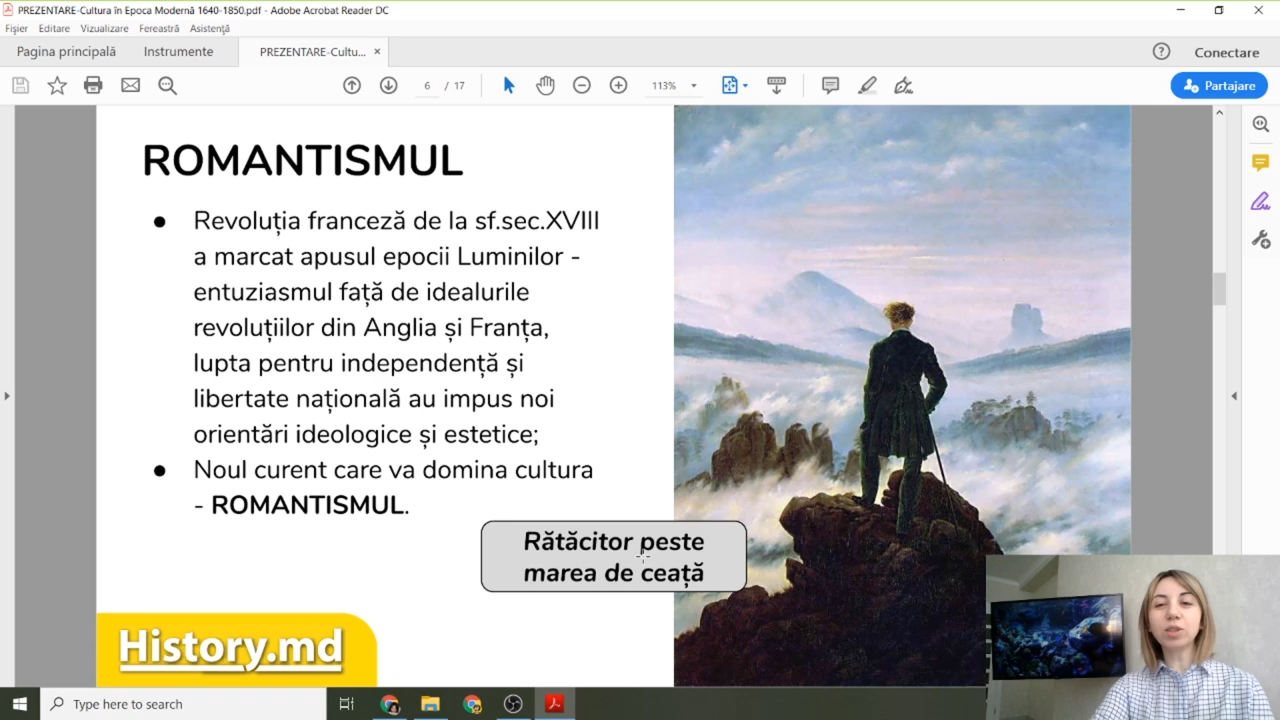 PREZENTARE-Cultura în Epoca Modernă 1640-1850.pdf - Adobe Acrobat Reader DC
Fișier Editare Vizualizare Fereastră Asistență
Pagina principală Instrumente PREZENTARE-Cultu... × Conectare
6 / 17 113% Partajare
ROMANTISMUL
● Revoluția franceză de la sf.sec.XVIII
a marcat apusul epocii Luminilor -
entuziasmul față de idealurile
revoluțiilor din Anglia și Franța,
lupta pentru independență și
libertate națională au impus noi
orientări ideologice și estetice;
● Noul curent care va domina cultura
- ROMANTISMUL.
Rătăcitor peste
marea de ceață
History.md
Type here to search